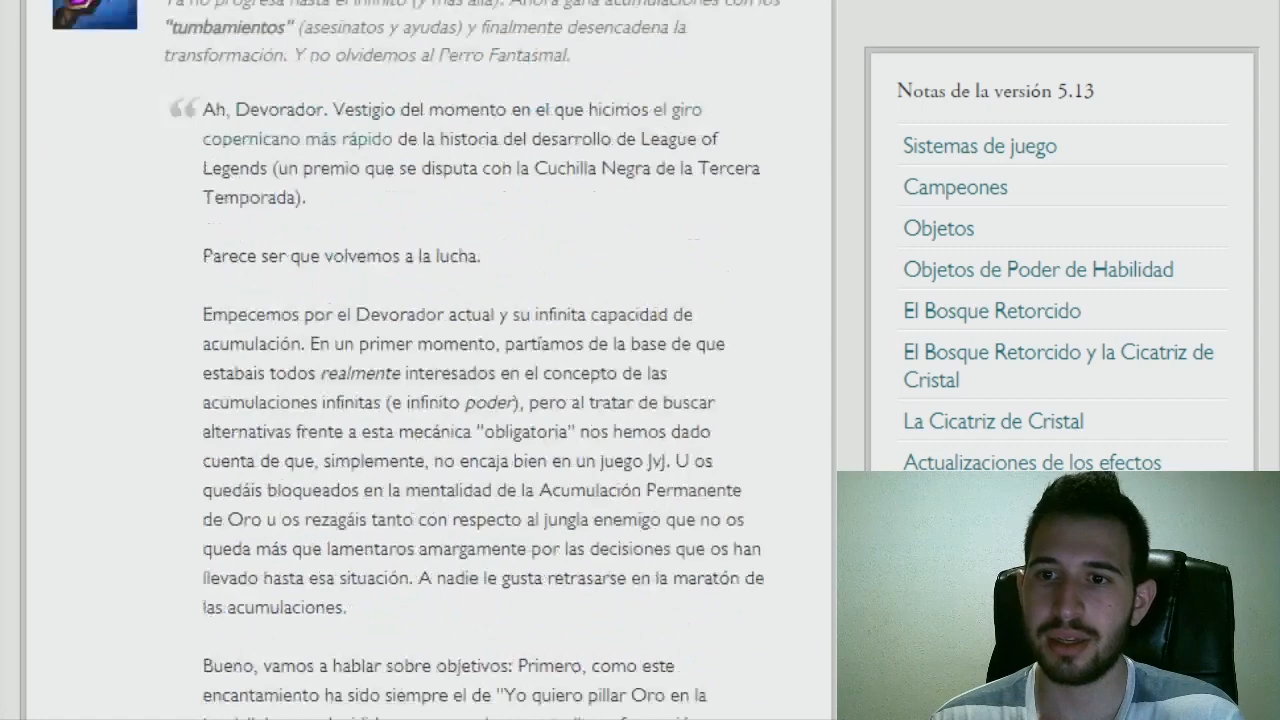 Ya no progresa hasta el infinito (y más allá). Ahora gana acumulaciones con los
"tumbamientos" (asesinatos y ayudas) y finalmente desencadena la
transformación. Y no olvidemos al Perro Fantasmal.
Ah, Devorador. Vestigio del momento en el que hicimos el giro
copernicano más rápido de la historia del desarrollo de League of
Legends (un premio que se disputa con la Cuchilla Negra de la Tercera
Temporada).
Parece ser que volvemos a la lucha.
Empecemos por el Devorador actual y su infinita capacidad de
acumulación. En un primer momento, partíamos de la base de que
estabais todos realmente interesados en el concepto de las
acumulaciones infinitas (e infinito poder), pero al tratar de buscar
alternativas frente a esta mecánica "obligatoria" nos hemos dado
cuenta de que, simplemente, no encaja bien en un juego JvJ. U os
quedáis bloqueados en la mentalidad de la Acumulación Permanente
de Oro u os rezagáis tanto con respecto al jungla enemigo que no os
queda más que lamentaros amargamente por las decisiones que os han
llevado hasta esa situación. A nadie le gusta retrasarse en la maratón de
las acumulaciones.
Bueno, vamos a hablar sobre objetivos: Primero, como este
encantamiento ha sido siempre el de "Yo quiero pillar Oro en la
Notas de la versión 5.13
Sistemas de juego
Campeones
Objetos
Objetos de Poder de Habilidad
El Bosque Retorcido
El Bosque Retorcido y la Cicatriz de
Cristal
La Cicatriz de Cristal
Actualizaciones de los efectos